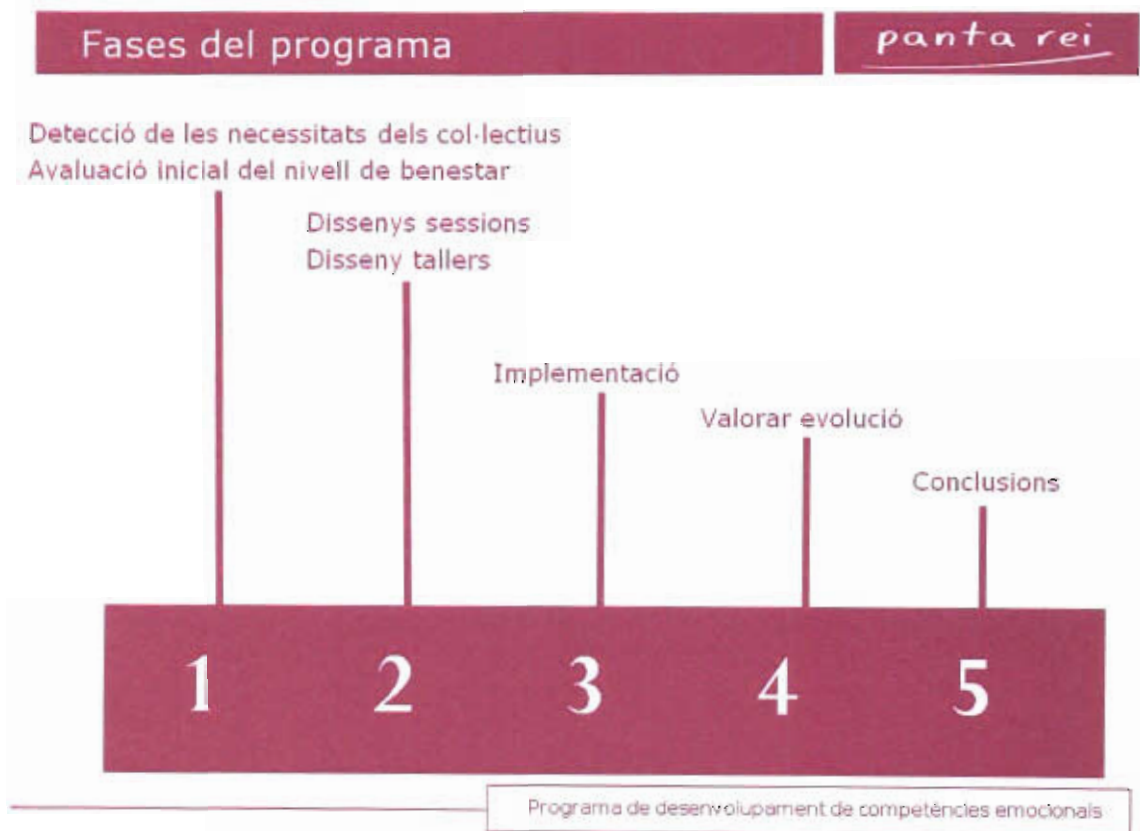 Fases del programa
panta rei
Detecció de les necessitats dels col·lectius
Avaluació inicial del nivell de benestar
Dissenys sessions
Disseny tallers
Implementació
Valorar evolució
Conclusions
1 2 3 4 5
Programa de desenvolupament de competències emocionals